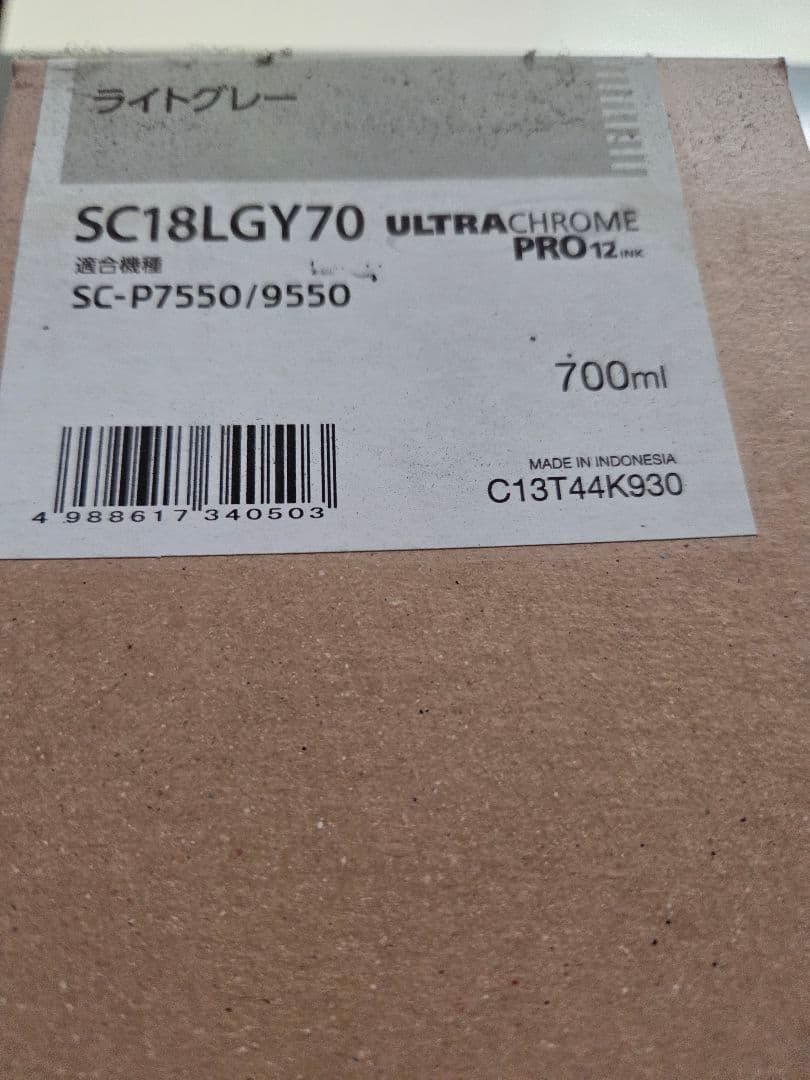 ライトグレー
SC18LGY70 ULTRACHROME
PRO12INK
適合機種
SC-P7550/9550
700ml
MADE IN INDONESIA
C13T44K930
4 988617 340503